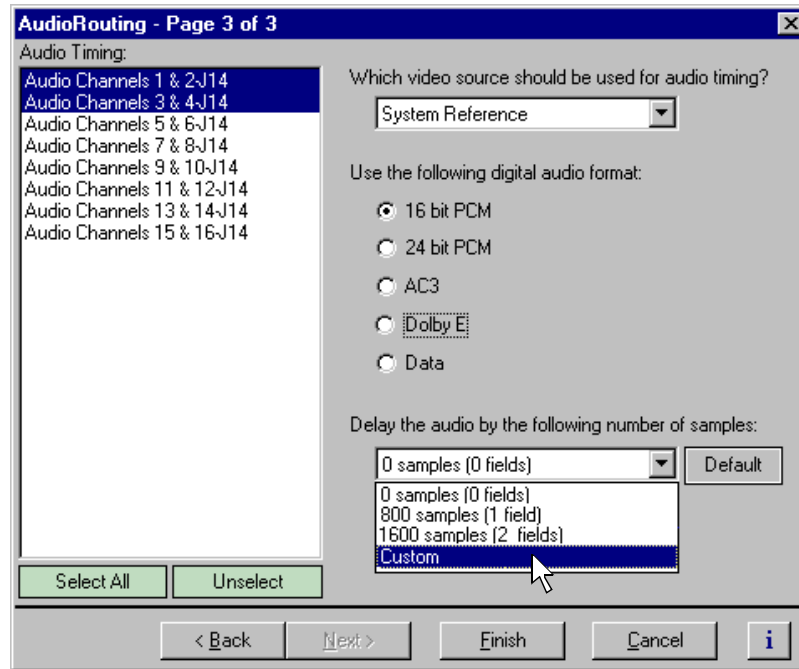 AudioRouting - Page 3 of 3
Audio Timing:
Audio Channels 1 & 2-J14
Audio Channels 3 & 4-J14
Audio Channels 5 & 6-J14
Audio Channels 7 & 8-J14
Audio Channels 9 & 10-J14
Audio Channels 11 & 12-J14
Audio Channels 13 & 14-J14
Audio Channels 15 & 16-J14
Select All
Unselect
Which video source should be used for audio timing?
System Reference
Use the following digital audio format:
16 bit PCM
24 bit PCM
AC3
Dolby E
Data
Delay the audio by the following number of samples:
0 samples (0 fields)
Default
0 samples (0 fields)
800 samples (1 field)
1600 samples (2 fields)
Custom
< Back
Next >
Finish
Cancel
i